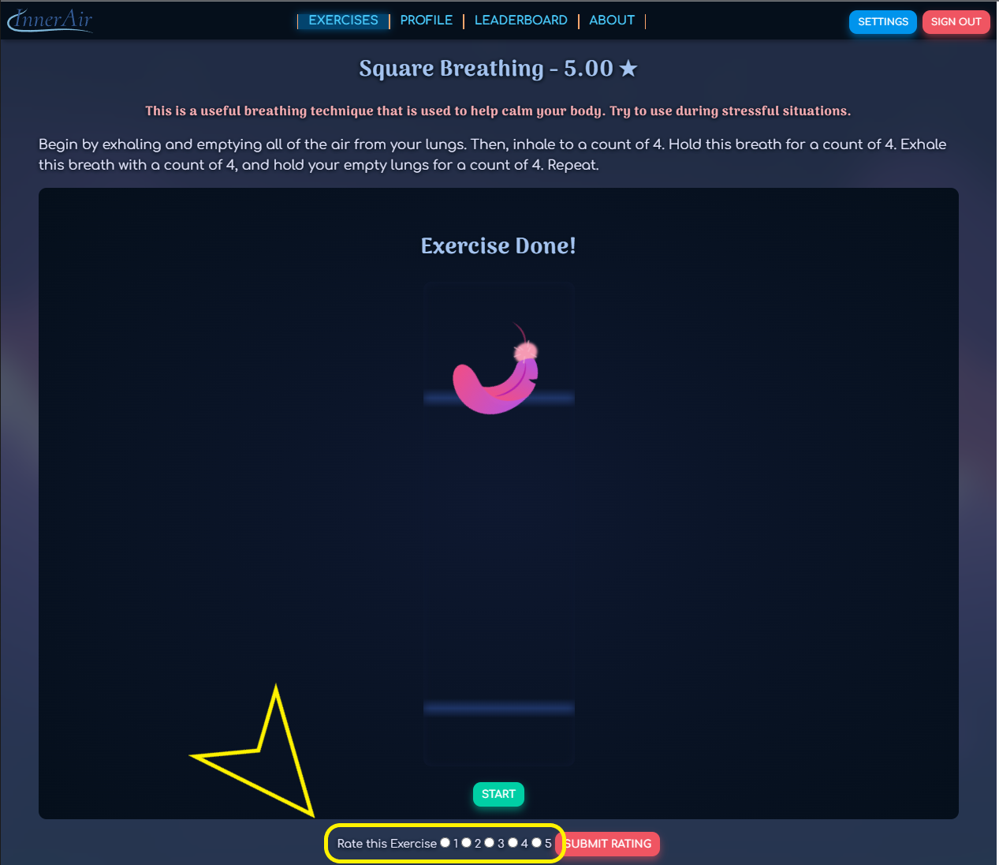 InnerAir
EXERCISES PROFILE LEADERBOARD ABOUT SETTINGS SIGN OUT
Square Breathing - 5.00 ★
This is a useful breathing technique that is used to help calm your body. Try to use during stressful situations.
Begin by exhaling and emptying all of the air from your lungs. Then, inhale to a count of 4. Hold this breath for a count of 4. Exhale
this breath with a count of 4, and hold your empty lungs for a count of 4. Repeat.
Exercise Done!
START
Rate this Exercise 1 2 3 4 5 SUBMIT RATING